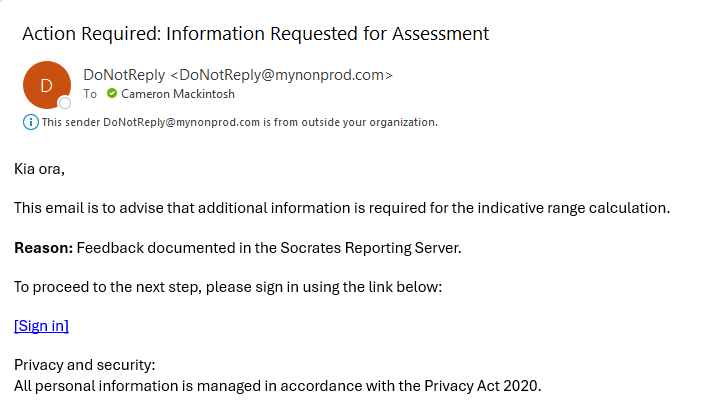 Action Required: Information Requested for Assessment
D
DoNotReply <DoNotReply@mynonprod.com>
To Cameron Mackintosh
This sender DoNotReply@mynonprod.com is from outside your organization.
Kia ora,
This email is to advise that additional information is required for the indicative range calculation.
Reason: Feedback documented in the Socrates Reporting Server.
To proceed to the next step, please sign in using the link below:
[Sign in]
Privacy and security:
All personal information is managed in accordance with the Privacy Act 2020.